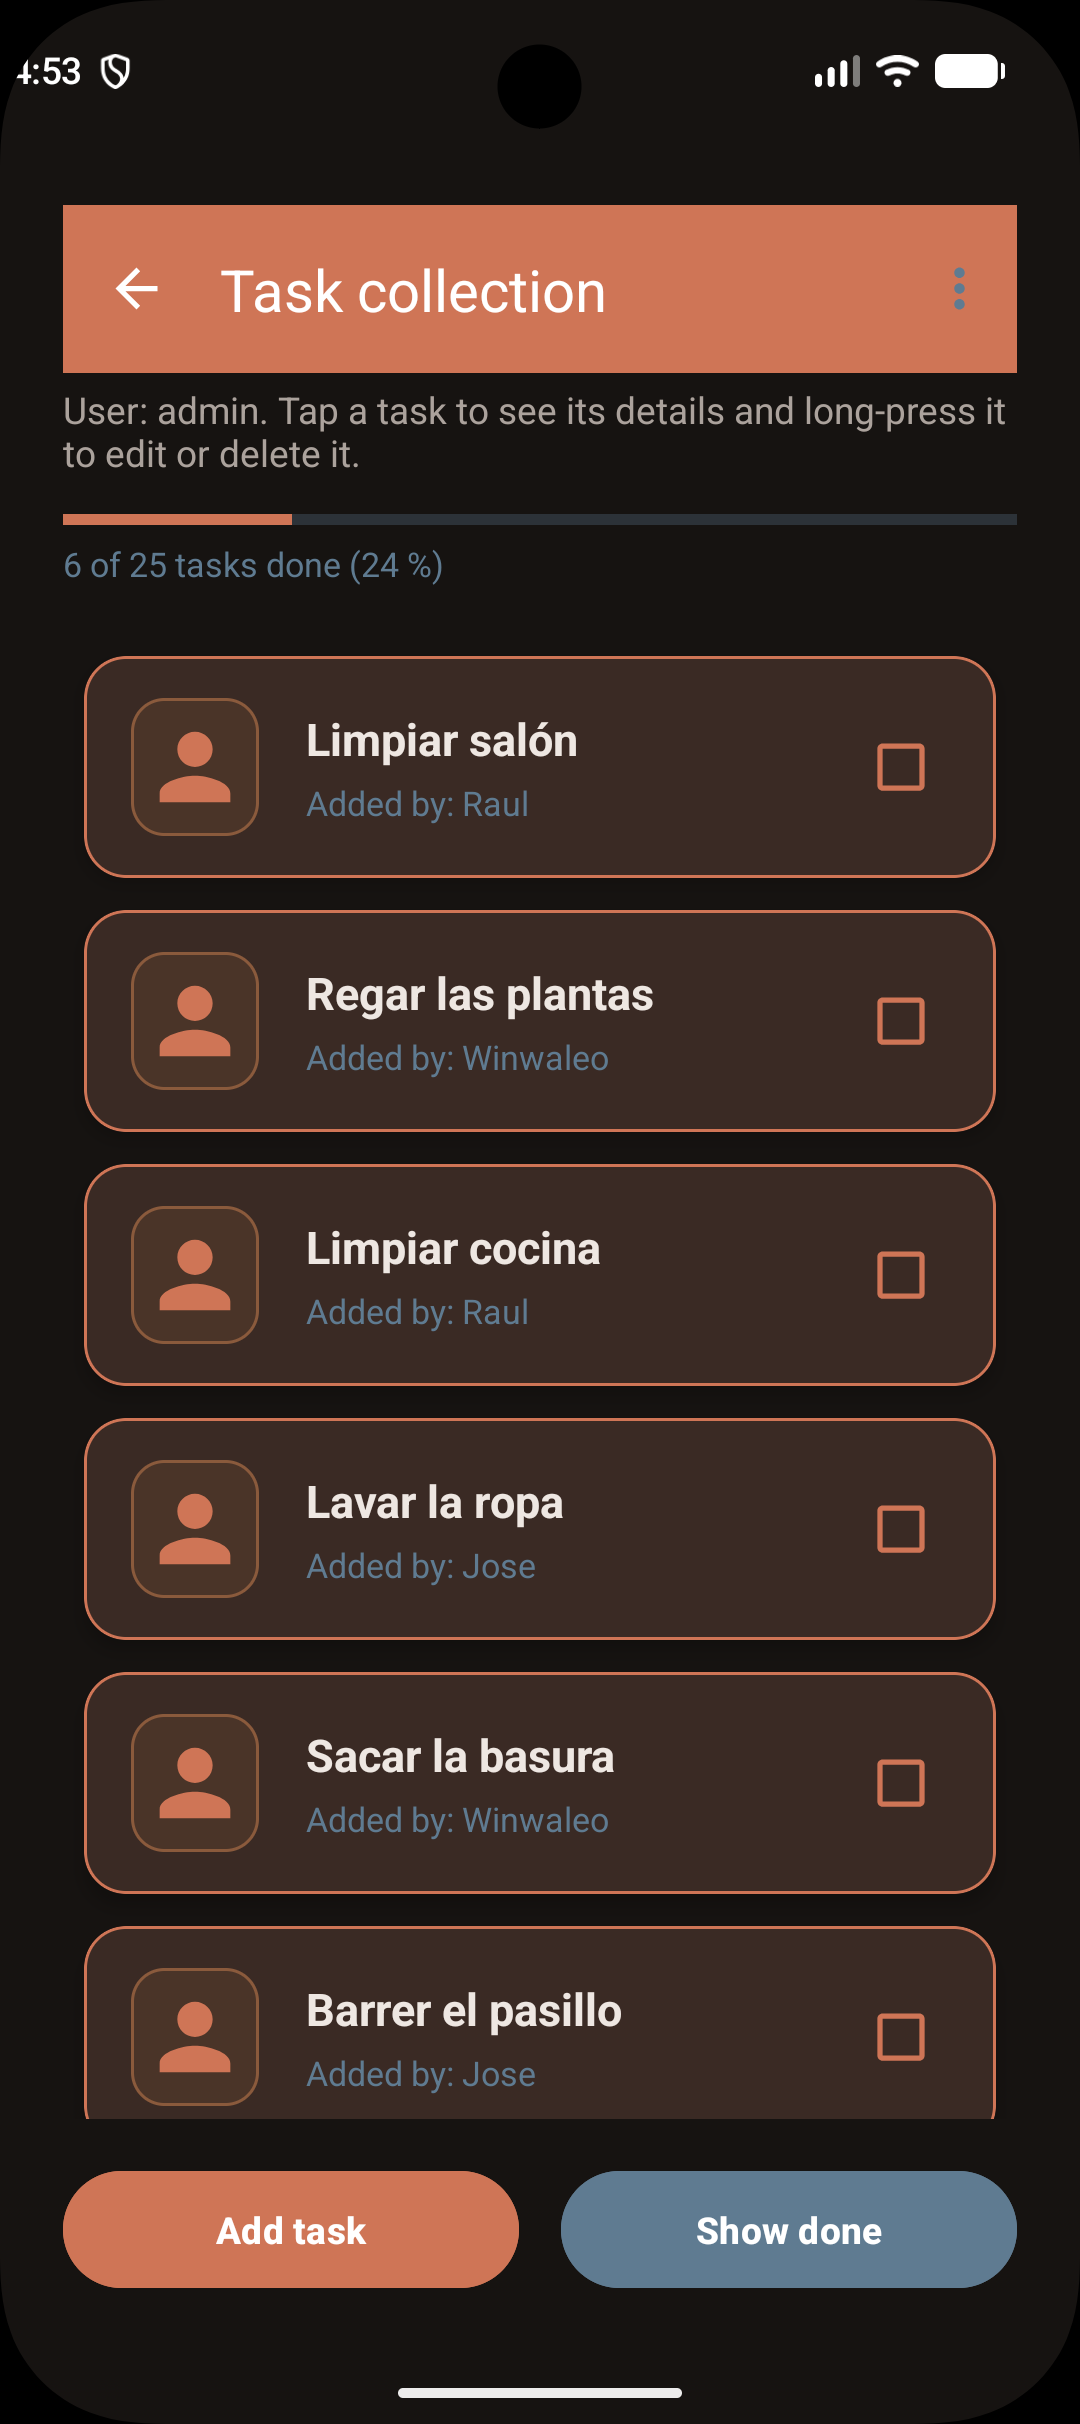 4:53
Task collection
User: admin. Tap a task to see its details and long-press it
to edit or delete it.
6 of 25 tasks done (24 %)
Limpiar salón
Added by: Raul
Regar las plantas
Added by: Winwaleo
Limpiar cocina
Added by: Raul
Lavar la ropa
Added by: Jose
Sacar la basura
Added by: Winwaleo
Barrer el pasillo
Added by: Jose
Add task
Show done